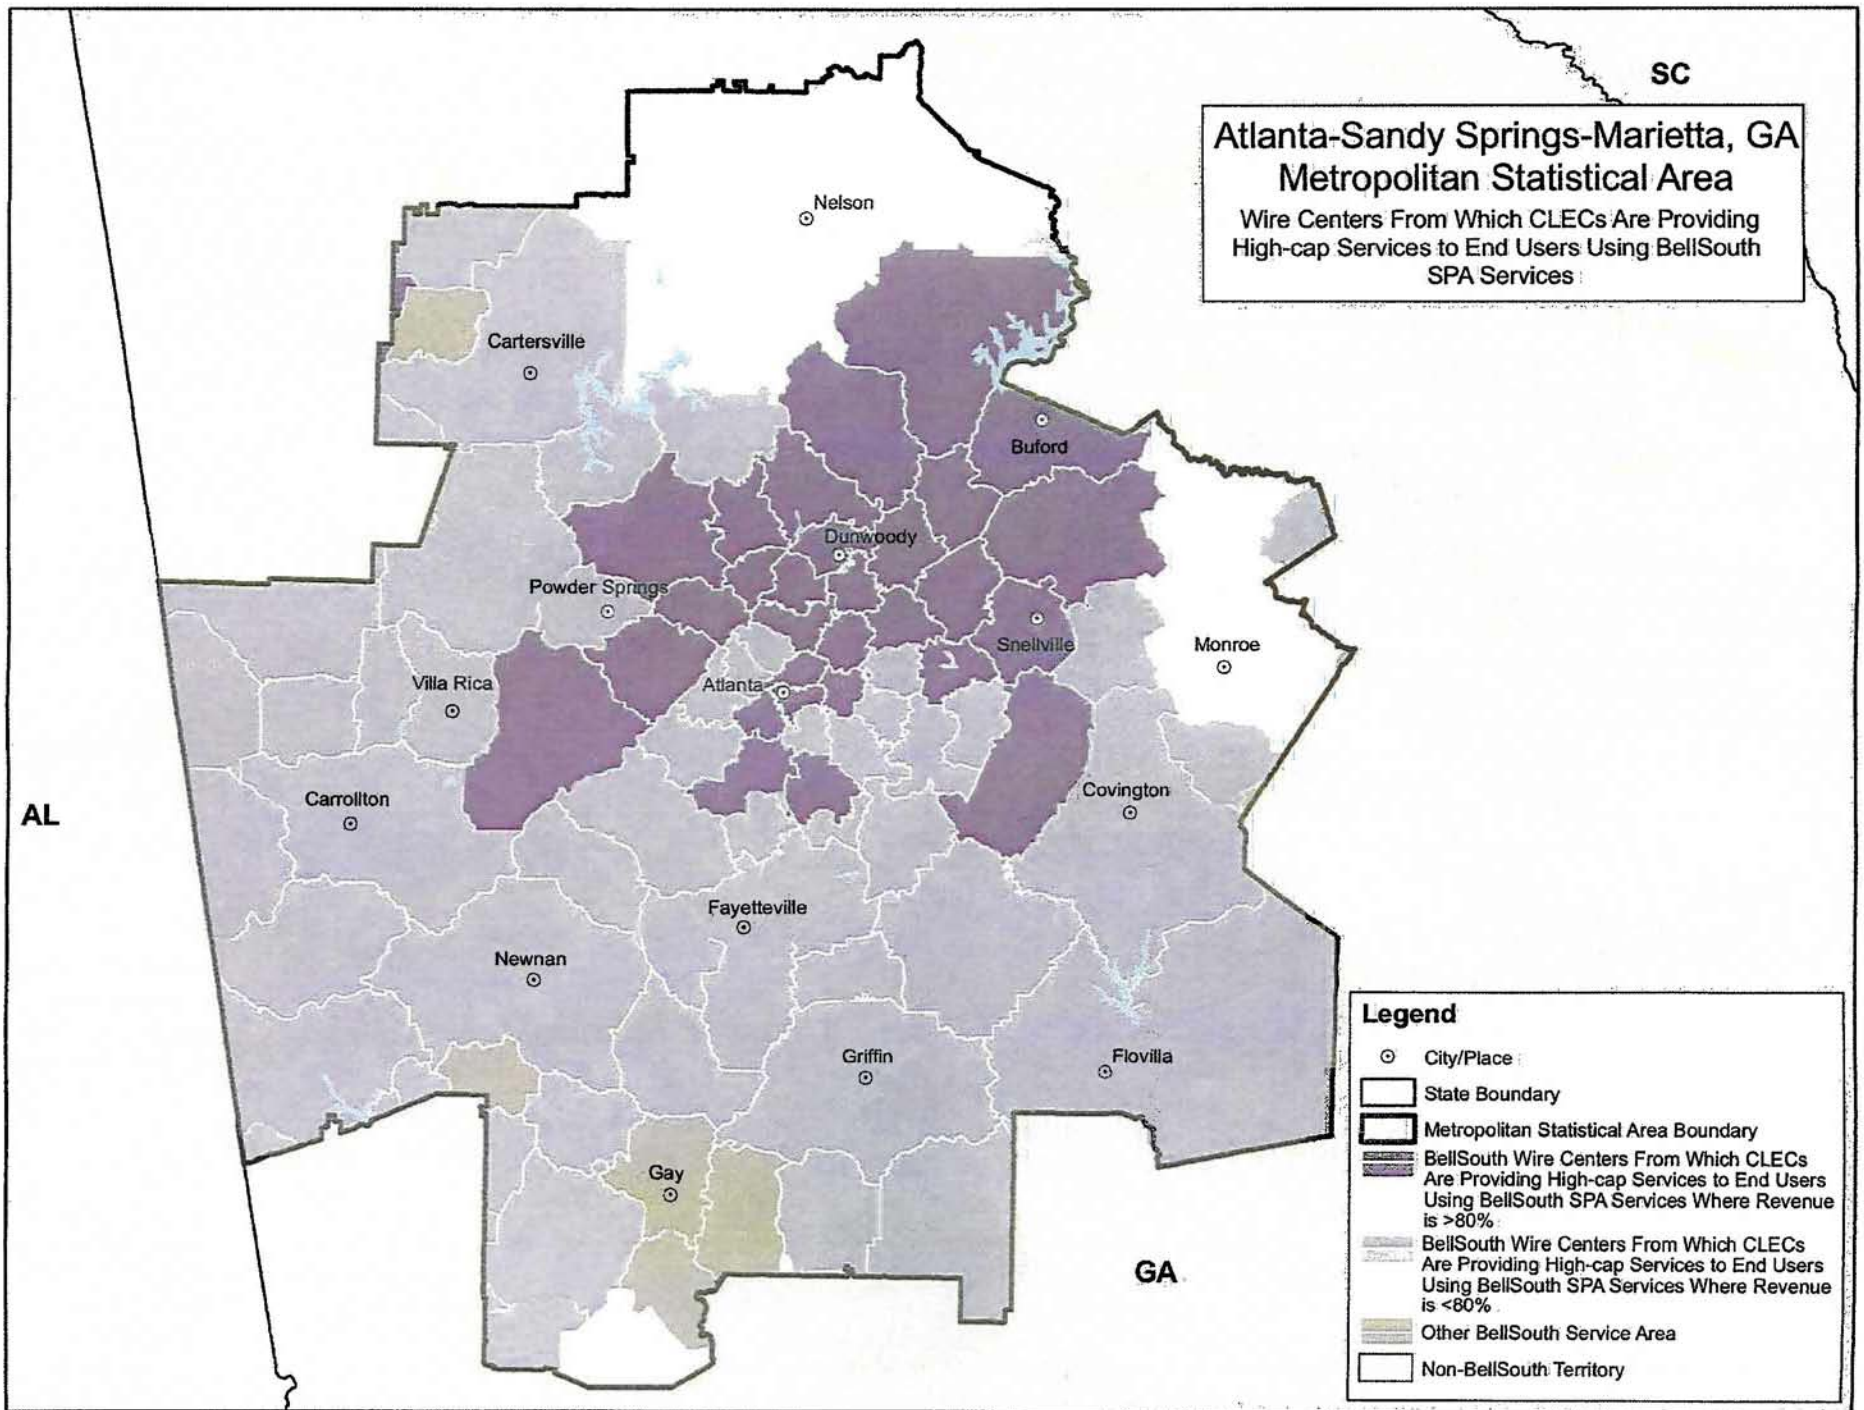 SC
Atlanta-Sandy Springs-Marietta, GA
Metropolitan Statistical Area
Wire Centers From Which CLECs Are Providing
High-cap Services to End Users Using BellSouth
SPA Services
Nelson
Cartersville
Buford
Dunwoody
Powder Springs
Snellville
Monroe
Villa Rica
Atlanta
Covington
Carrollton
AL
Fayetteville
Newnan
Griffin
Flovilla
Gay
GA
Legend
City/Place
State Boundary
Metropolitan Statistical Area Boundary
BellSouth Wire Centers From Which CLECs
Are Providing High-cap Services to End Users
Using BellSouth SPA Services Where Revenue
is >80%
BellSouth Wire Centers From Which CLECs
Are Providing High-cap Services to End Users
Using BellSouth SPA Services Where Revenue
is <80%
Other BellSouth Service Area
Non-BellSouth Territory